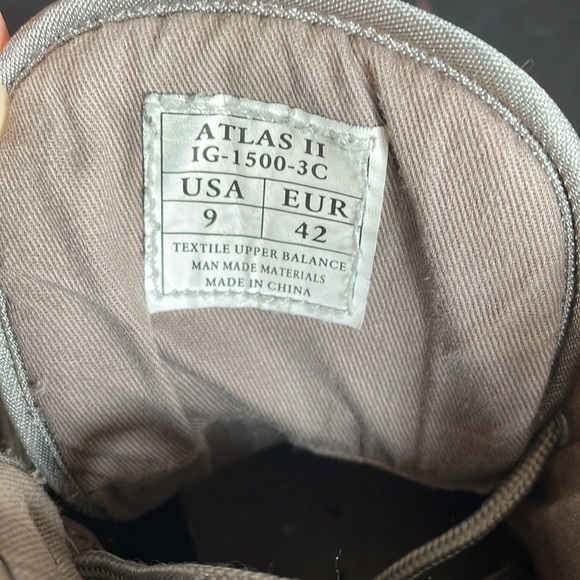 ATLAS II
IG-1500-3C
USA EUR
9 42
TEXTILE UPPER BALANCE
MAN MADE MATERIALS
MADE IN CHINA